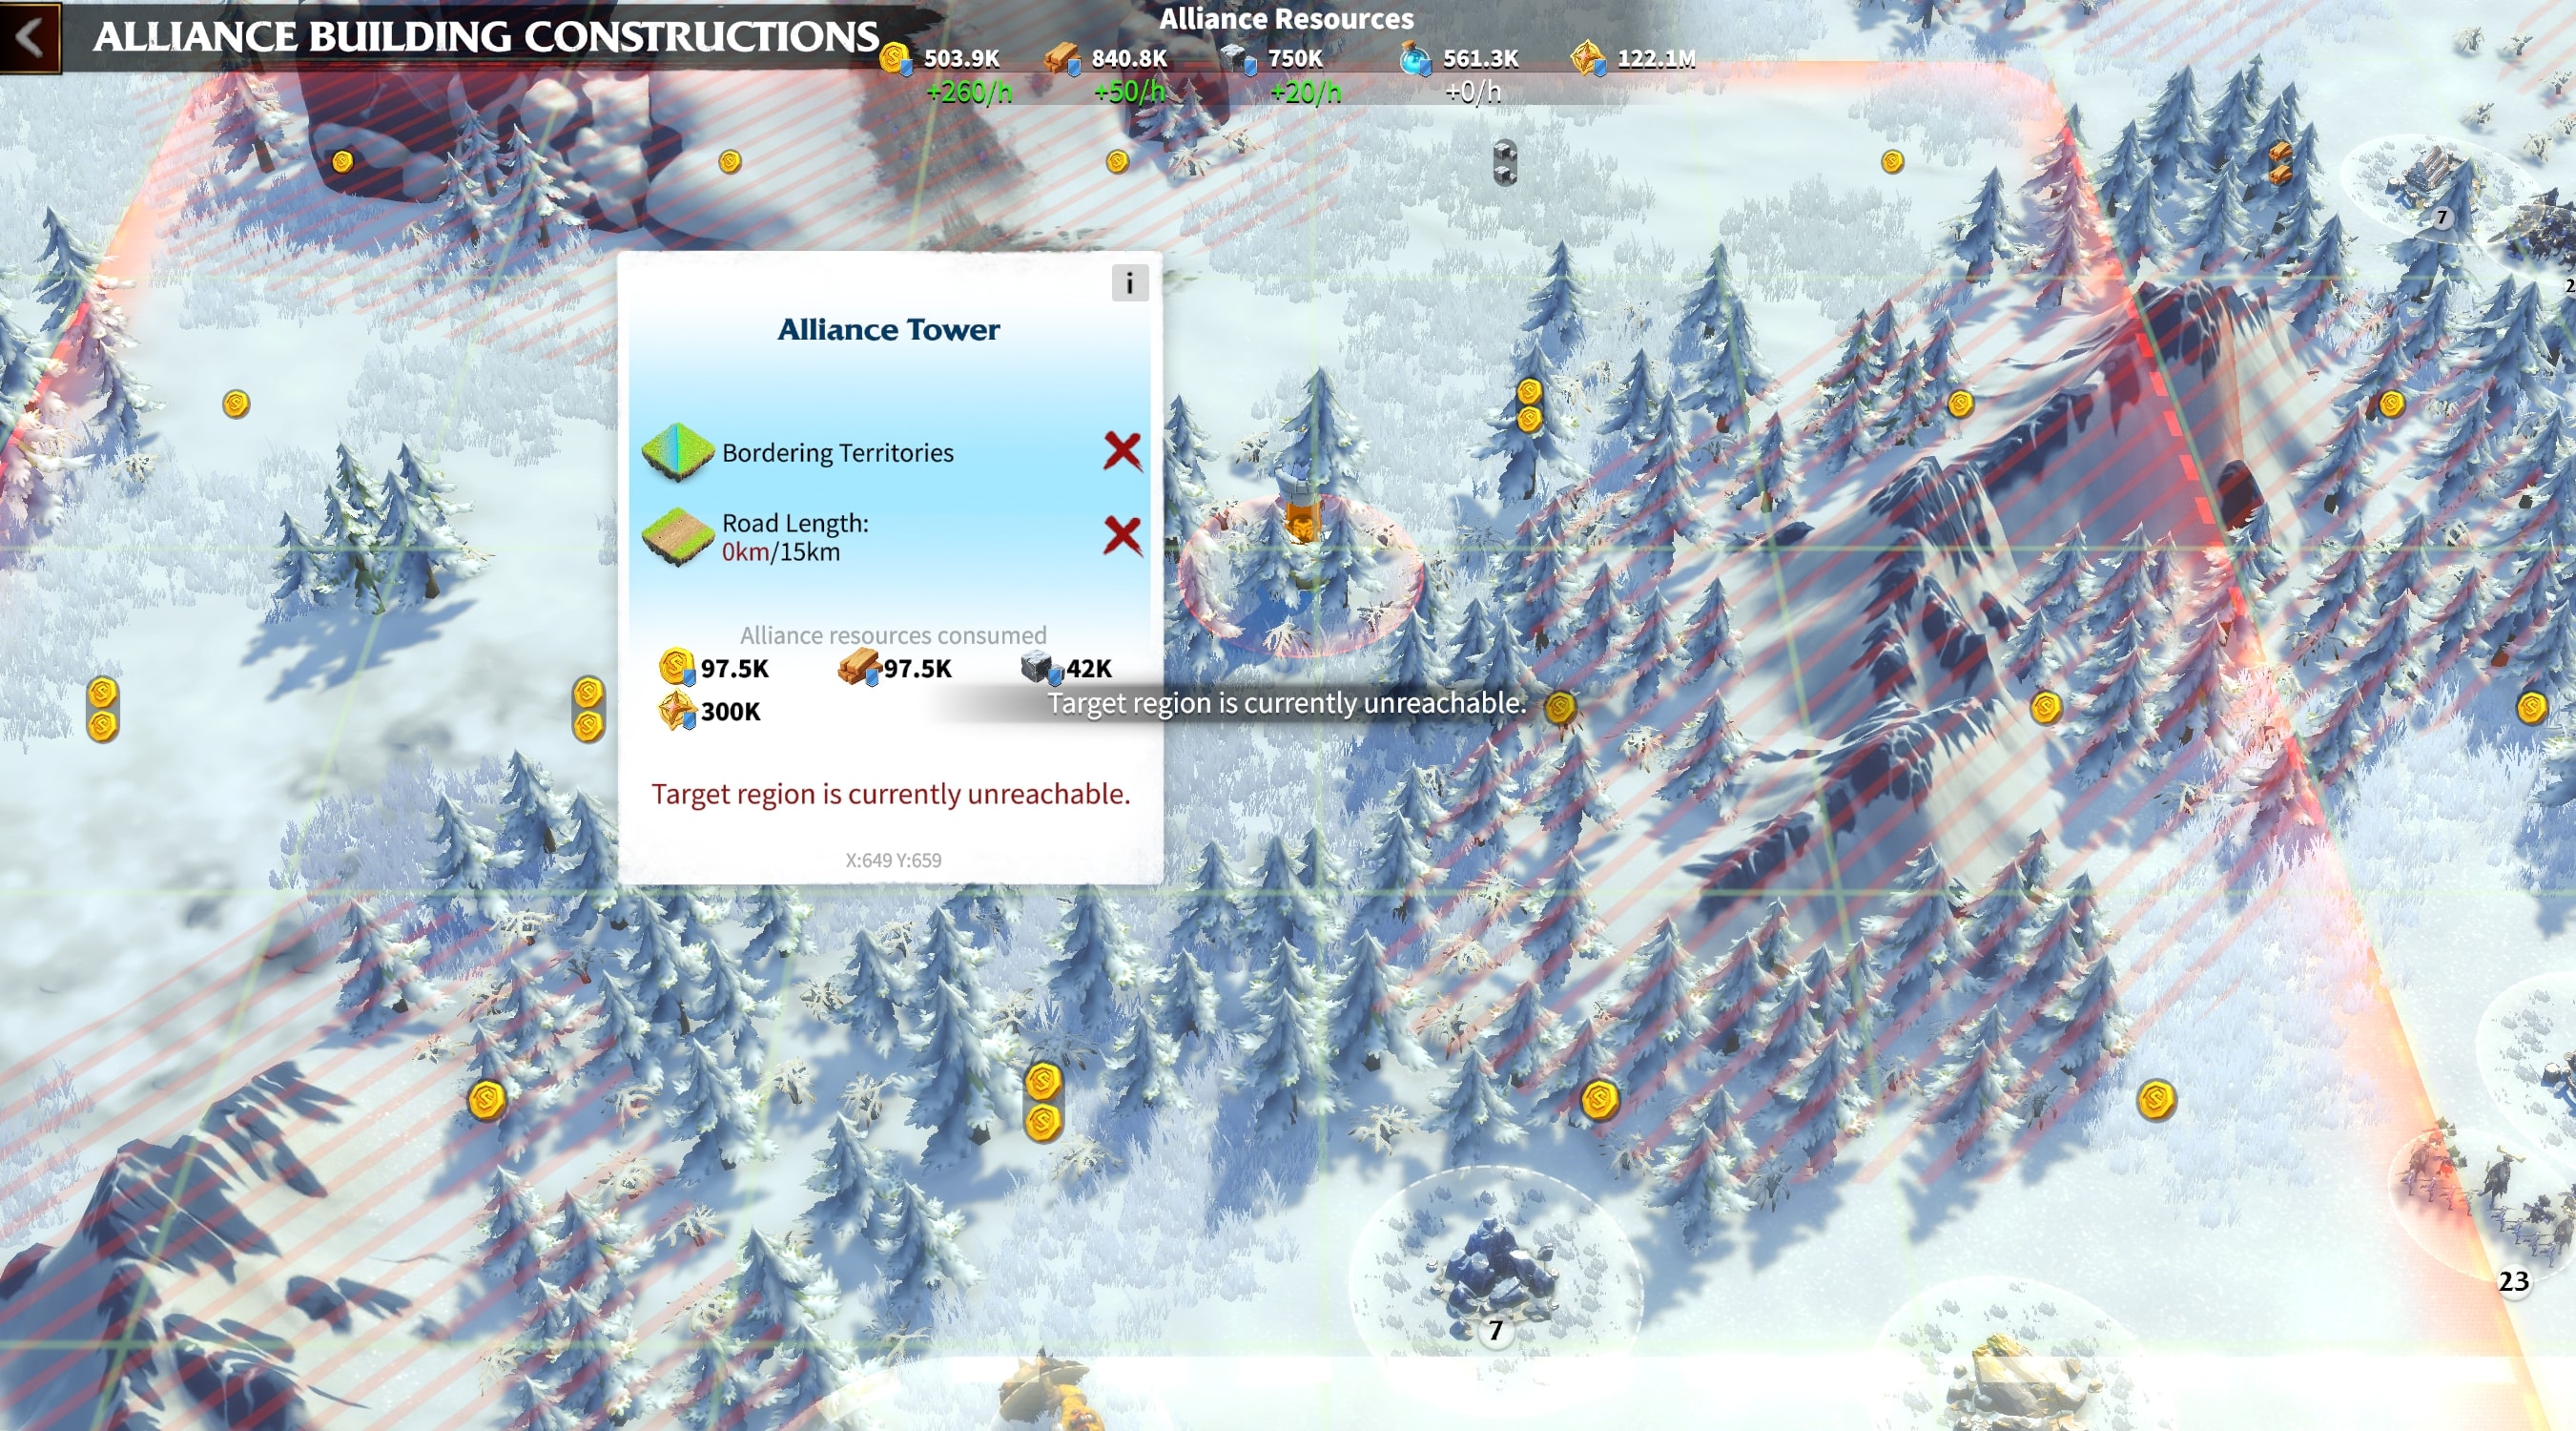 ALLIANCE BUILDING CONSTRUCTIONS
Alliance Resources
503.9K 840.8K 750K 561.3K 122.1M
+260/h +50/h +20/h +0/h
7
i
Alliance Tower
Bordering Territories
Road Length:
0km/15km
Alliance resources consumed
97.5K 97.5K 42K
300K
Target region is currently unreachable.
Target region is currently unreachable.
X:649 Y:659
23
7